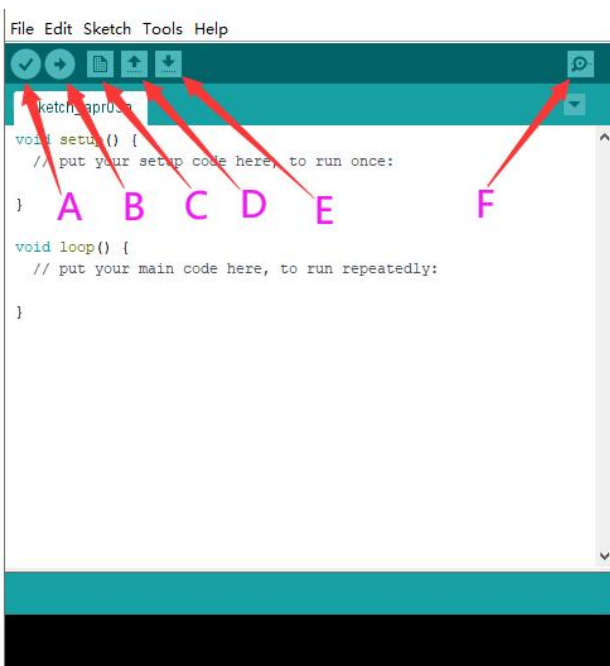 File Edit Sketch Tools Help
void setup() {
// put your setup code here, to run once:
}
A B C D E F
void loop() {
// put your main code here, to run repeatedly:
}